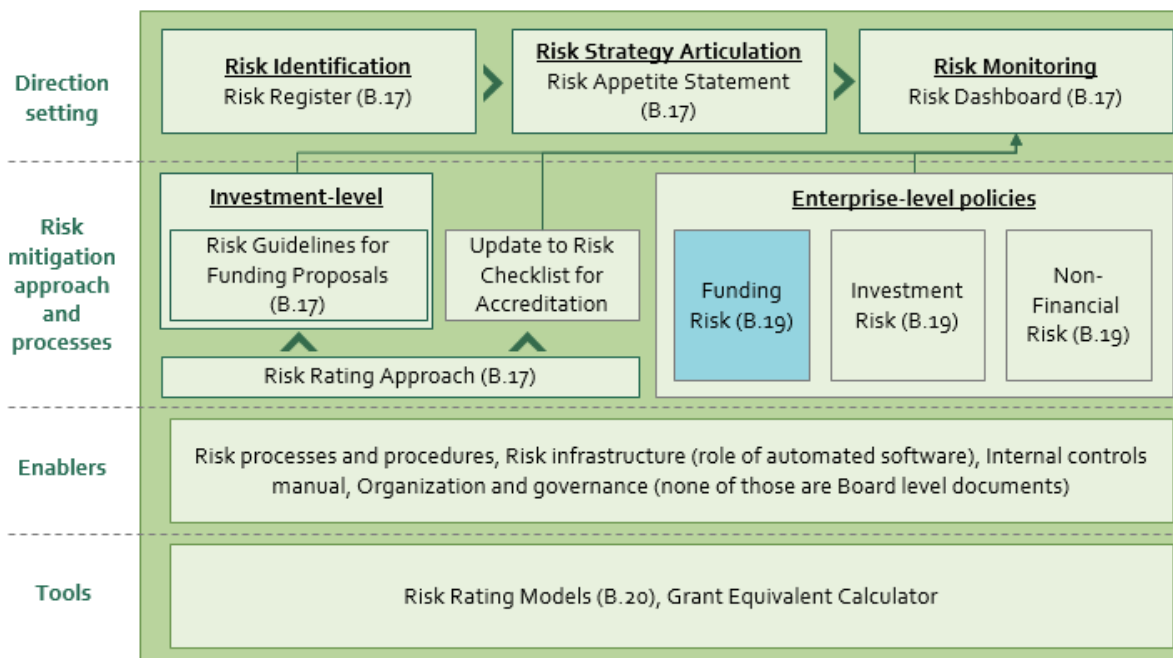 Direction
setting
Risk Identification
Risk Register (B.17)
Risk Strategy Articulation
Risk Appetite Statement
(B.17)
Risk Monitoring
Risk Dashboard (B.17)
Risk
mitigation
approach
and
processes
Investment-level
Risk Guidelines for
Funding Proposals
(B.17)
Update to Risk
Checklist for
Accreditation
Risk Rating Approach (B.17)
Enterprise-level policies
Funding
Risk (B.19)
Investment
Risk (B.19)
Non-
Financial
Risk (B.19)
Enablers
Risk processes and procedures, Risk infrastructure (role of automated software), Internal controls
manual, Organization and governance (none of those are Board level documents)
Tools
Risk Rating Models (B.20), Grant Equivalent Calculator